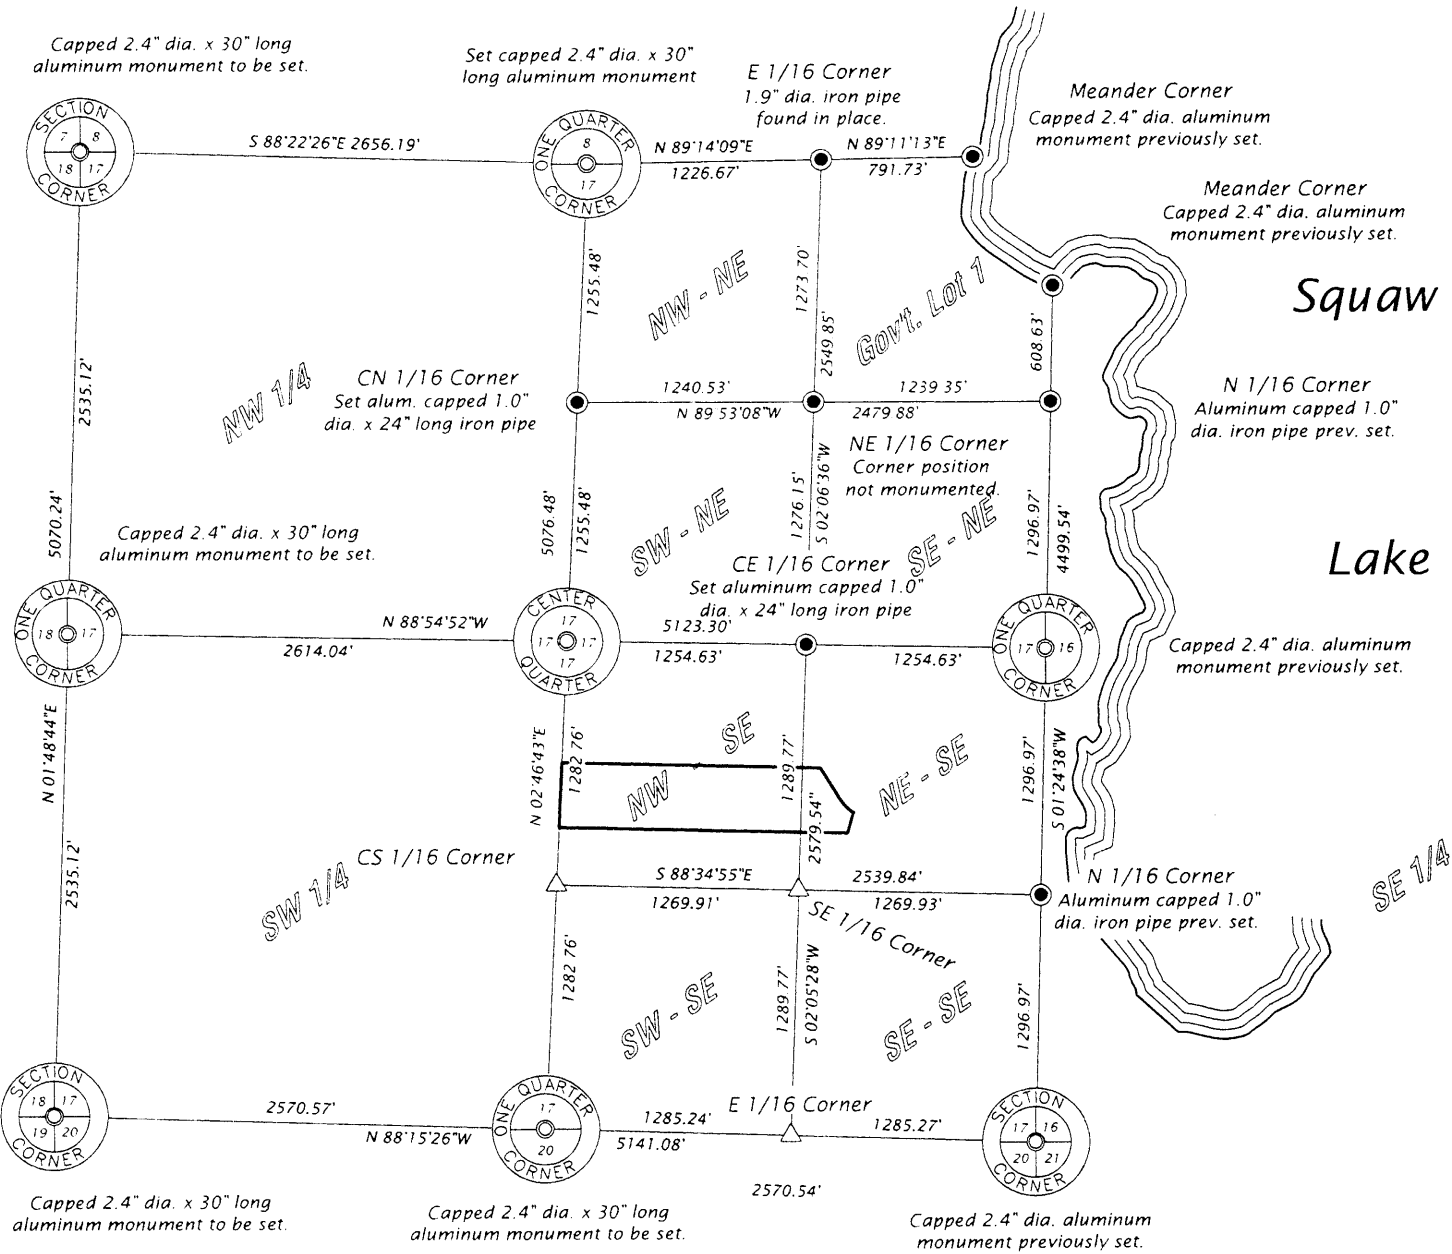 Capped 2.4" dia. x 30" long
aluminum monument to be set.
Set capped 2.4" dia. x 30"
long aluminum monument
E 1/16 Corner
1.9" dia. iron pipe
found in place.
Meander Corner
Capped 2.4" dia. aluminum
monument previously set.
SECTION
7 8
18 17
CORNER
S 88°22'26"E 2656.19'
ONE QUARTER
8
17
CORNER
N 89°14'09"E
1226.67'
N 89°11'13"E
791.73'
Meander Corner
Capped 2.4" dia. aluminum
monument previously set.
Squaw
2535.12'
5070.24'
NW 1/4
1255.48'
NW - NE
1273.70'
2549.85'
Gov't. Lot 1
608.63'
CN 1/16 Corner
Set alum. capped 1.0"
dia. x 24" long iron pipe
1240.53'
N 89 53'08"W
1239 35'
2479 88'
N 1/16 Corner
Aluminum capped 1.0"
dia. iron pipe prev. set.
NE 1/16 Corner
Corner position
not monumented.
Capped 2.4" dia. x 30" long
aluminum monument to be set.
5076.48'
1255.48'
SW - NE
1276.15'
S 02°06'36"W
SE - NE
1296.97'
4499.54'
Lake
CE 1/16 Corner
Set aluminum capped 1.0"
dia. x 24" long iron pipe
ONE QUARTER
18 17
CORNER
N 88°54'52"W
2614.04'
CENTER
17
17 17
17
QUARTER
5123.30'
1254.63'
1254.63'
ONE QUARTER
17 16
CORNER
Capped 2.4" dia. aluminum
monument previously set.
N 01°48'44"E
N 02°46'43"E
1282 76'
NW SE
1289.77'
2579.54"
NE - SE
1296.97'
S 01°24'38"W
2535.12'
SW 1/4
CS 1/16 Corner
S 88°34'55"E
1269.91'
2539.84'
1269.93'
SE 1/16 Corner
N 1/16 Corner
Aluminum capped 1.0"
dia. iron pipe prev. set.
SE 1/4
1282 76'
SW - SE
1289 77'
S 02°05'28"W
SE - SE
1296.97'
SECTION
18 17
19 20
CORNER
2570.57'
N 88°15'26"W
ONE QUARTER
17
20
CORNER
1285.24'
5141.08'
E 1/16 Corner
1285.27'
SECTION
17 16
20 21
CORNER
2570.54'
Capped 2.4" dia. x 30" long
aluminum monument to be set.
Capped 2.4" dia. x 30" long
aluminum monument to be set.
Capped 2.4" dia. aluminum
monument previously set.